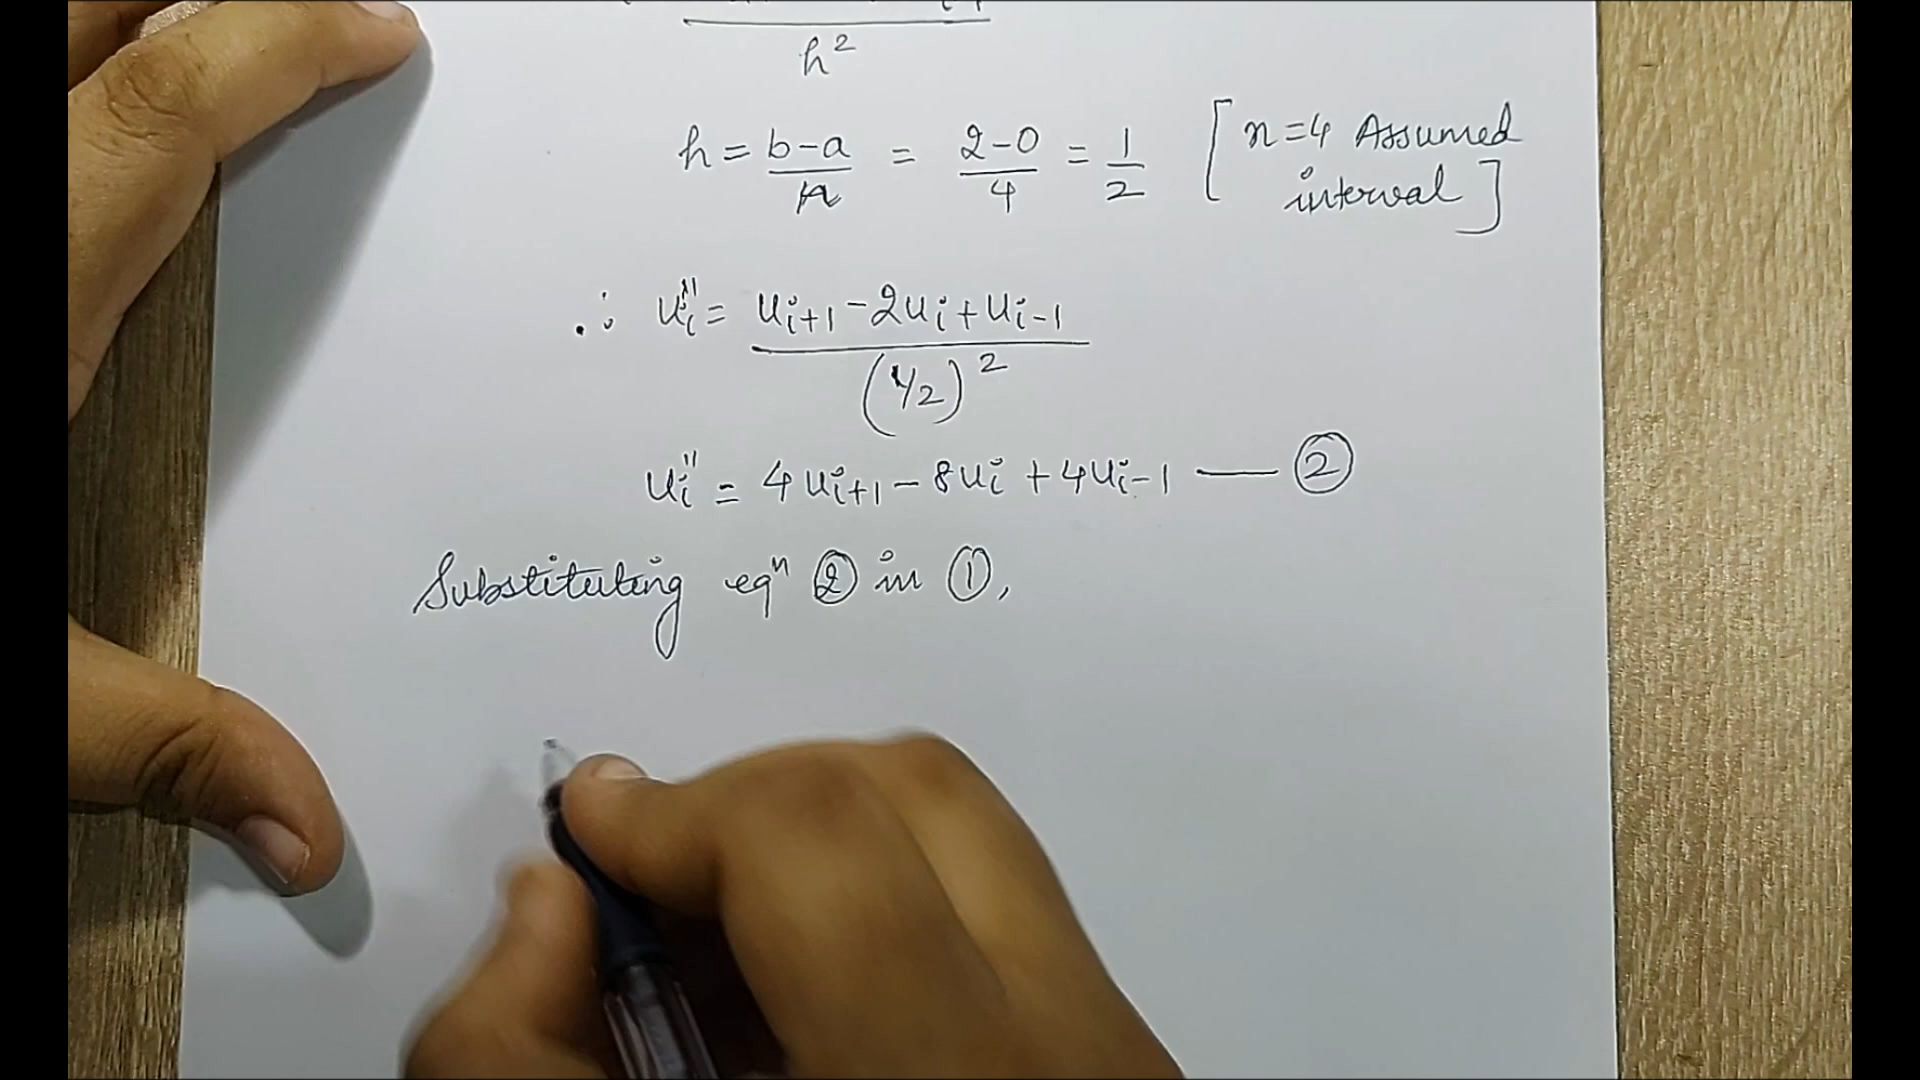 h²
h = b-a/n = 2-0/4 = 1/2 [n=4 Assumed interval]
∴ uᵢ" = uᵢ₊₁ - 2uᵢ + uᵢ₋₁ / (1/2)²
uᵢ" = 4uᵢ₊₁ - 8uᵢ + 4uᵢ₋₁ — ②
Substituting eqⁿ ② in ①,